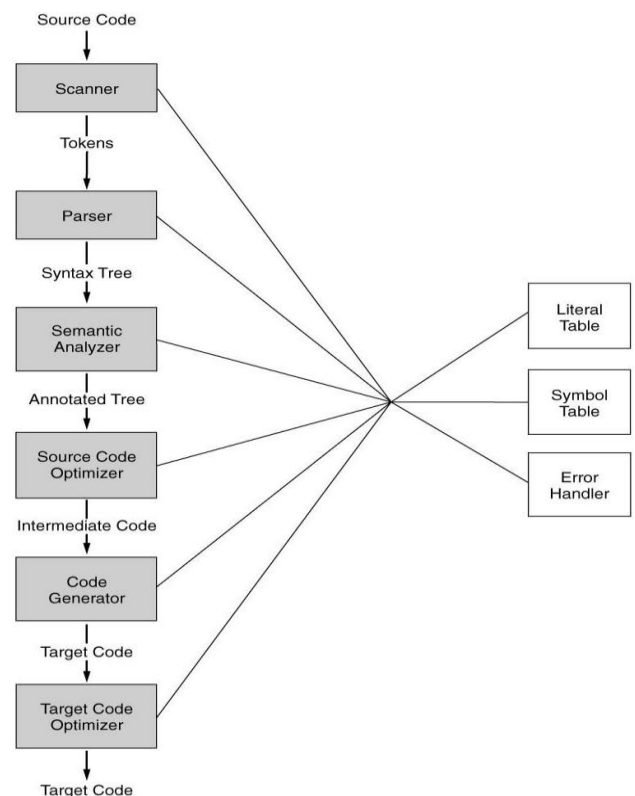 Source Code
Scanner
Tokens
Parser
Syntax Tree
Semantic
Analyzer
Annotated Tree
Source Code
Optimizer
Intermediate Code
Code
Generator
Target Code
Target Code
Optimizer
Target Code
Literal
Table
Symbol
Table
Error
Handler